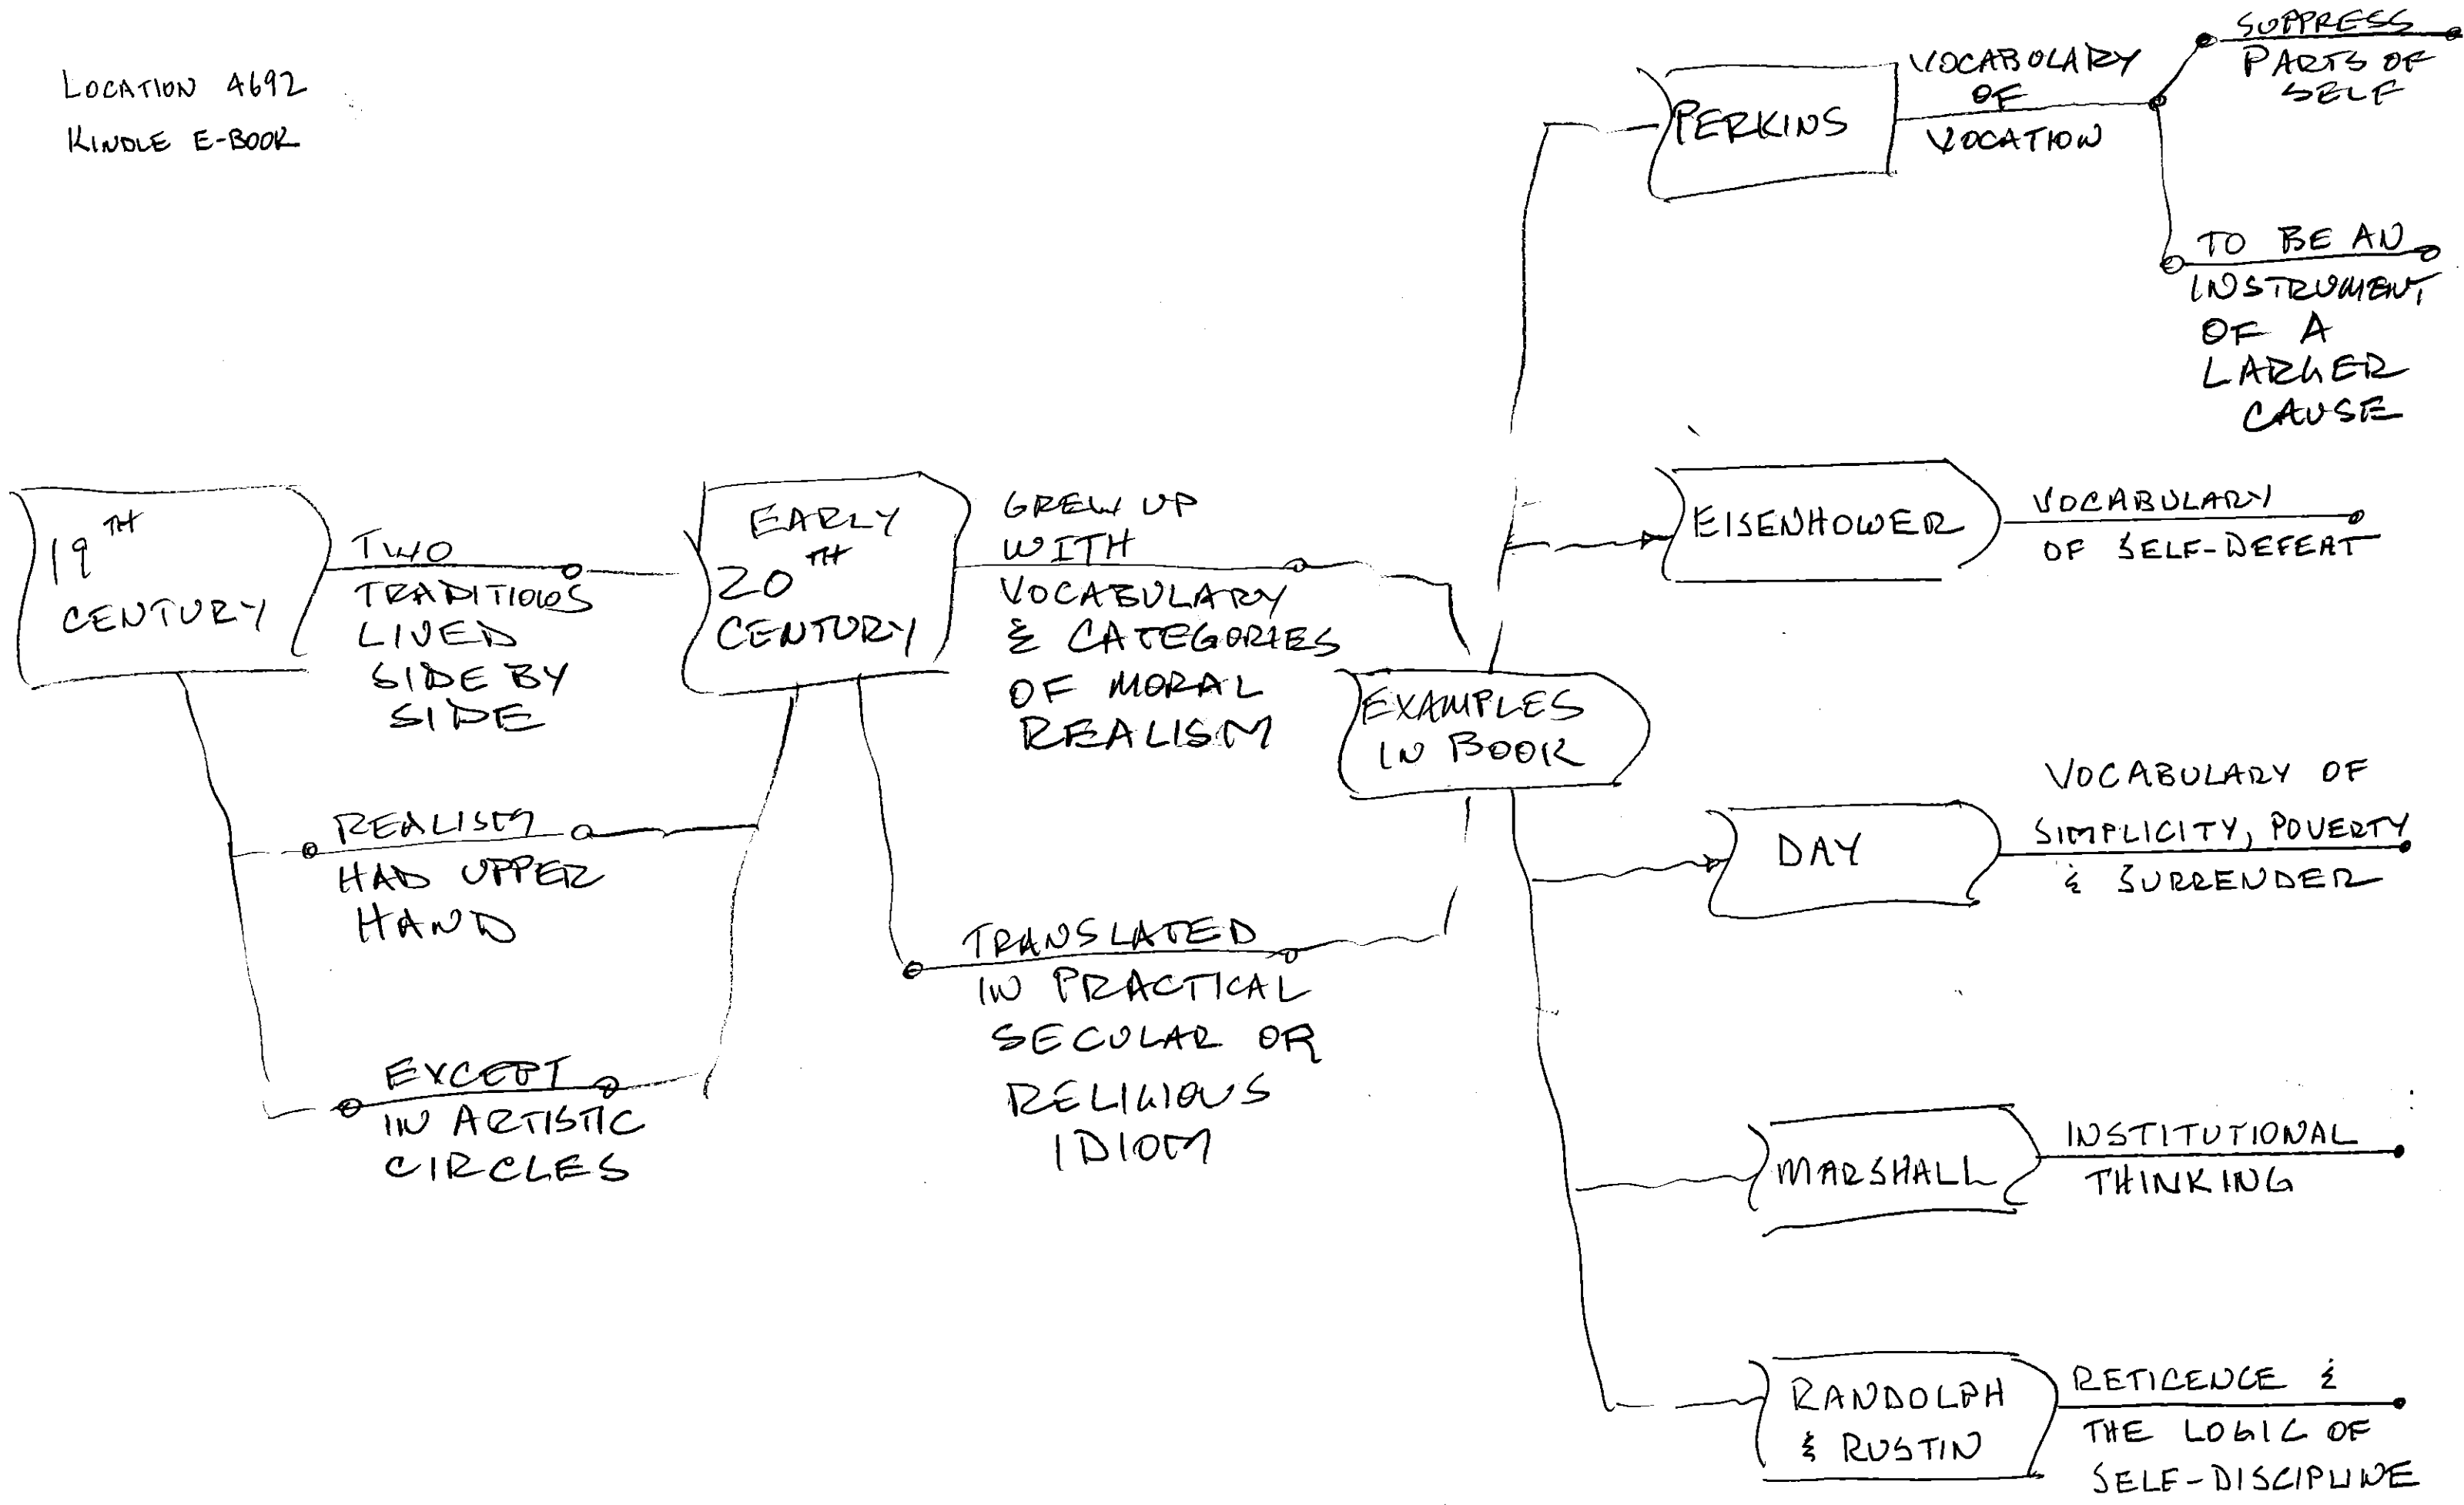 LOCATION 4692
KINDLE E-BOOK
19TH
CENTURY
TWO
TRADITIONS
LIVED
SIDE BY
SIDE
REALISM
HAD UPPER
HAND
EXCEPT
IN ARTISTIC
CIRCLES
EARLY
20TH
CENTURY
GREW UP
WITH
VOCABULARY
& CATEGORIES
OF MORAL
REALISM
TRANSLATED
IN PRACTICAL
SECULAR OR
RELIGIOUS
IDIOM
EXAMPLES
IN BOOK
PERKINS
VOCABULARY
OF
VOCATION
SUPPRESS
PARTS OF
SELF
TO BE AN
INSTRUMENT
OF A
LARGER
CAUSE
EISENHOWER
VOCABULARY
OF SELF-DEFEAT
DAY
VOCABULARY OF
SIMPLICITY, POVERTY
& SURRENDER
MARSHALL
INSTITUTIONAL
THINKING
RANDOLPH
& RUSTIN
RETICENCE &
THE LOGIC OF
SELF-DISCIPLINE